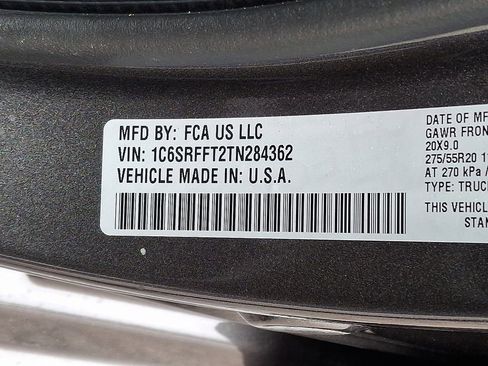 MFD BY: FCA US LLC
VIN: 1C6SRFFT2TN284362
VEHICLE MADE IN: U.S.A.
DATE OF MF
GAWR FRON
20X9.0
275/55R20
AT 270 kPa /
TYPE: TRUC
THIS VEHICL
STAN